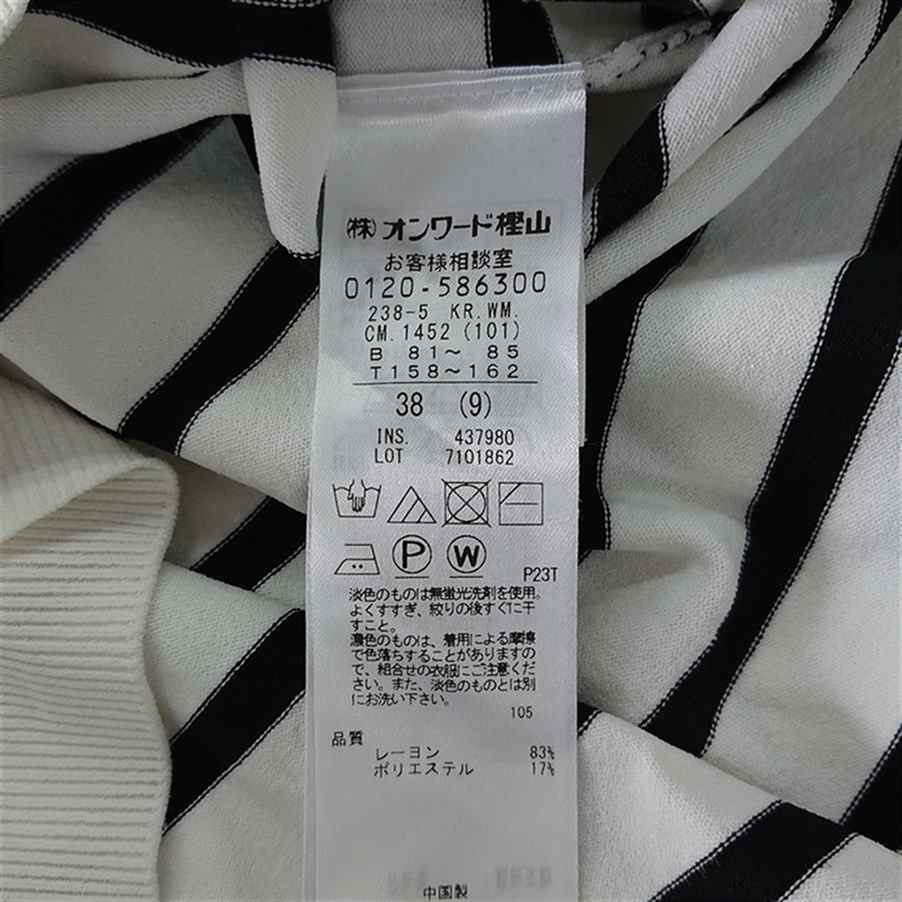 (株)オンワード樫山
お客様相談室
0120-586300
238-5 KR.WM.
CM.1452 (101)
B 81〜 85
T158〜162
38 (9)
INS. 437980
LOT 7101862
P W
P23T
淡色のものは無蛍光洗剤を使用。
よくすすぎ、絞りの後すぐに干
すこと。
濃色のものは、着用による摩擦
で色落ちすることがありますの
で、組合せの衣服にご注意くだ
さい。また、淡色のものとは別
にお洗い下さい。
105
品質
レーヨン 83%
ポリエステル 17%
中国製